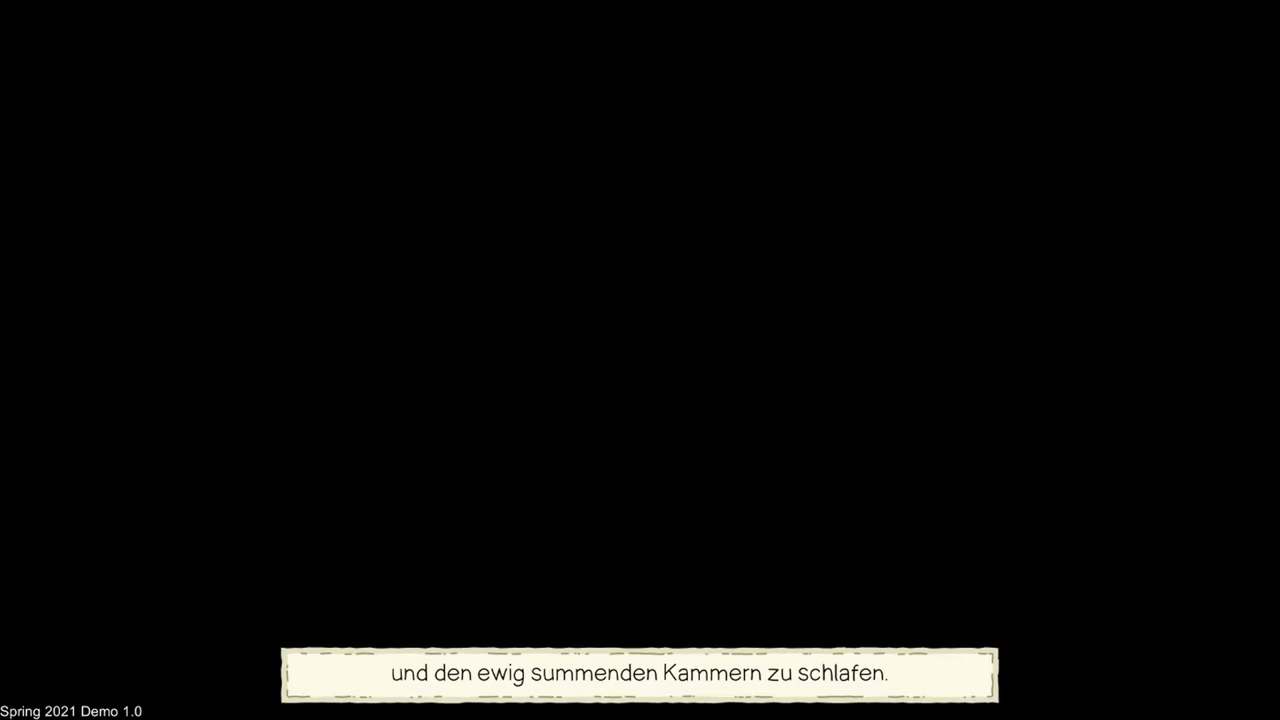 und den ewig summenden Kammern zu schlafen.
Spring 2021 Demo 1.0